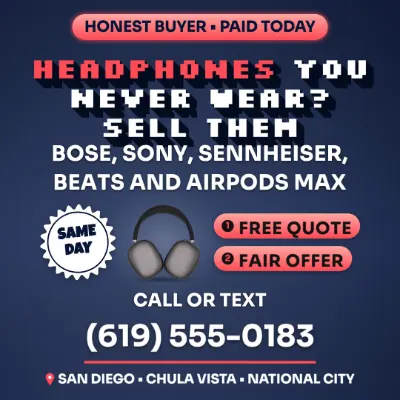 HONEST BUYER • PAID TODAY
HEADPHONES YOU
NEVER WEAR?
SELL THEM
BOSE, SONY, SENNHEISER,
BEATS AND AIRPODS MAX
SAME
DAY
1 FREE QUOTE
2 FAIR OFFER
CALL OR TEXT
(619) 555-0183
SAN DIEGO • CHULA VISTA • NATIONAL CITY